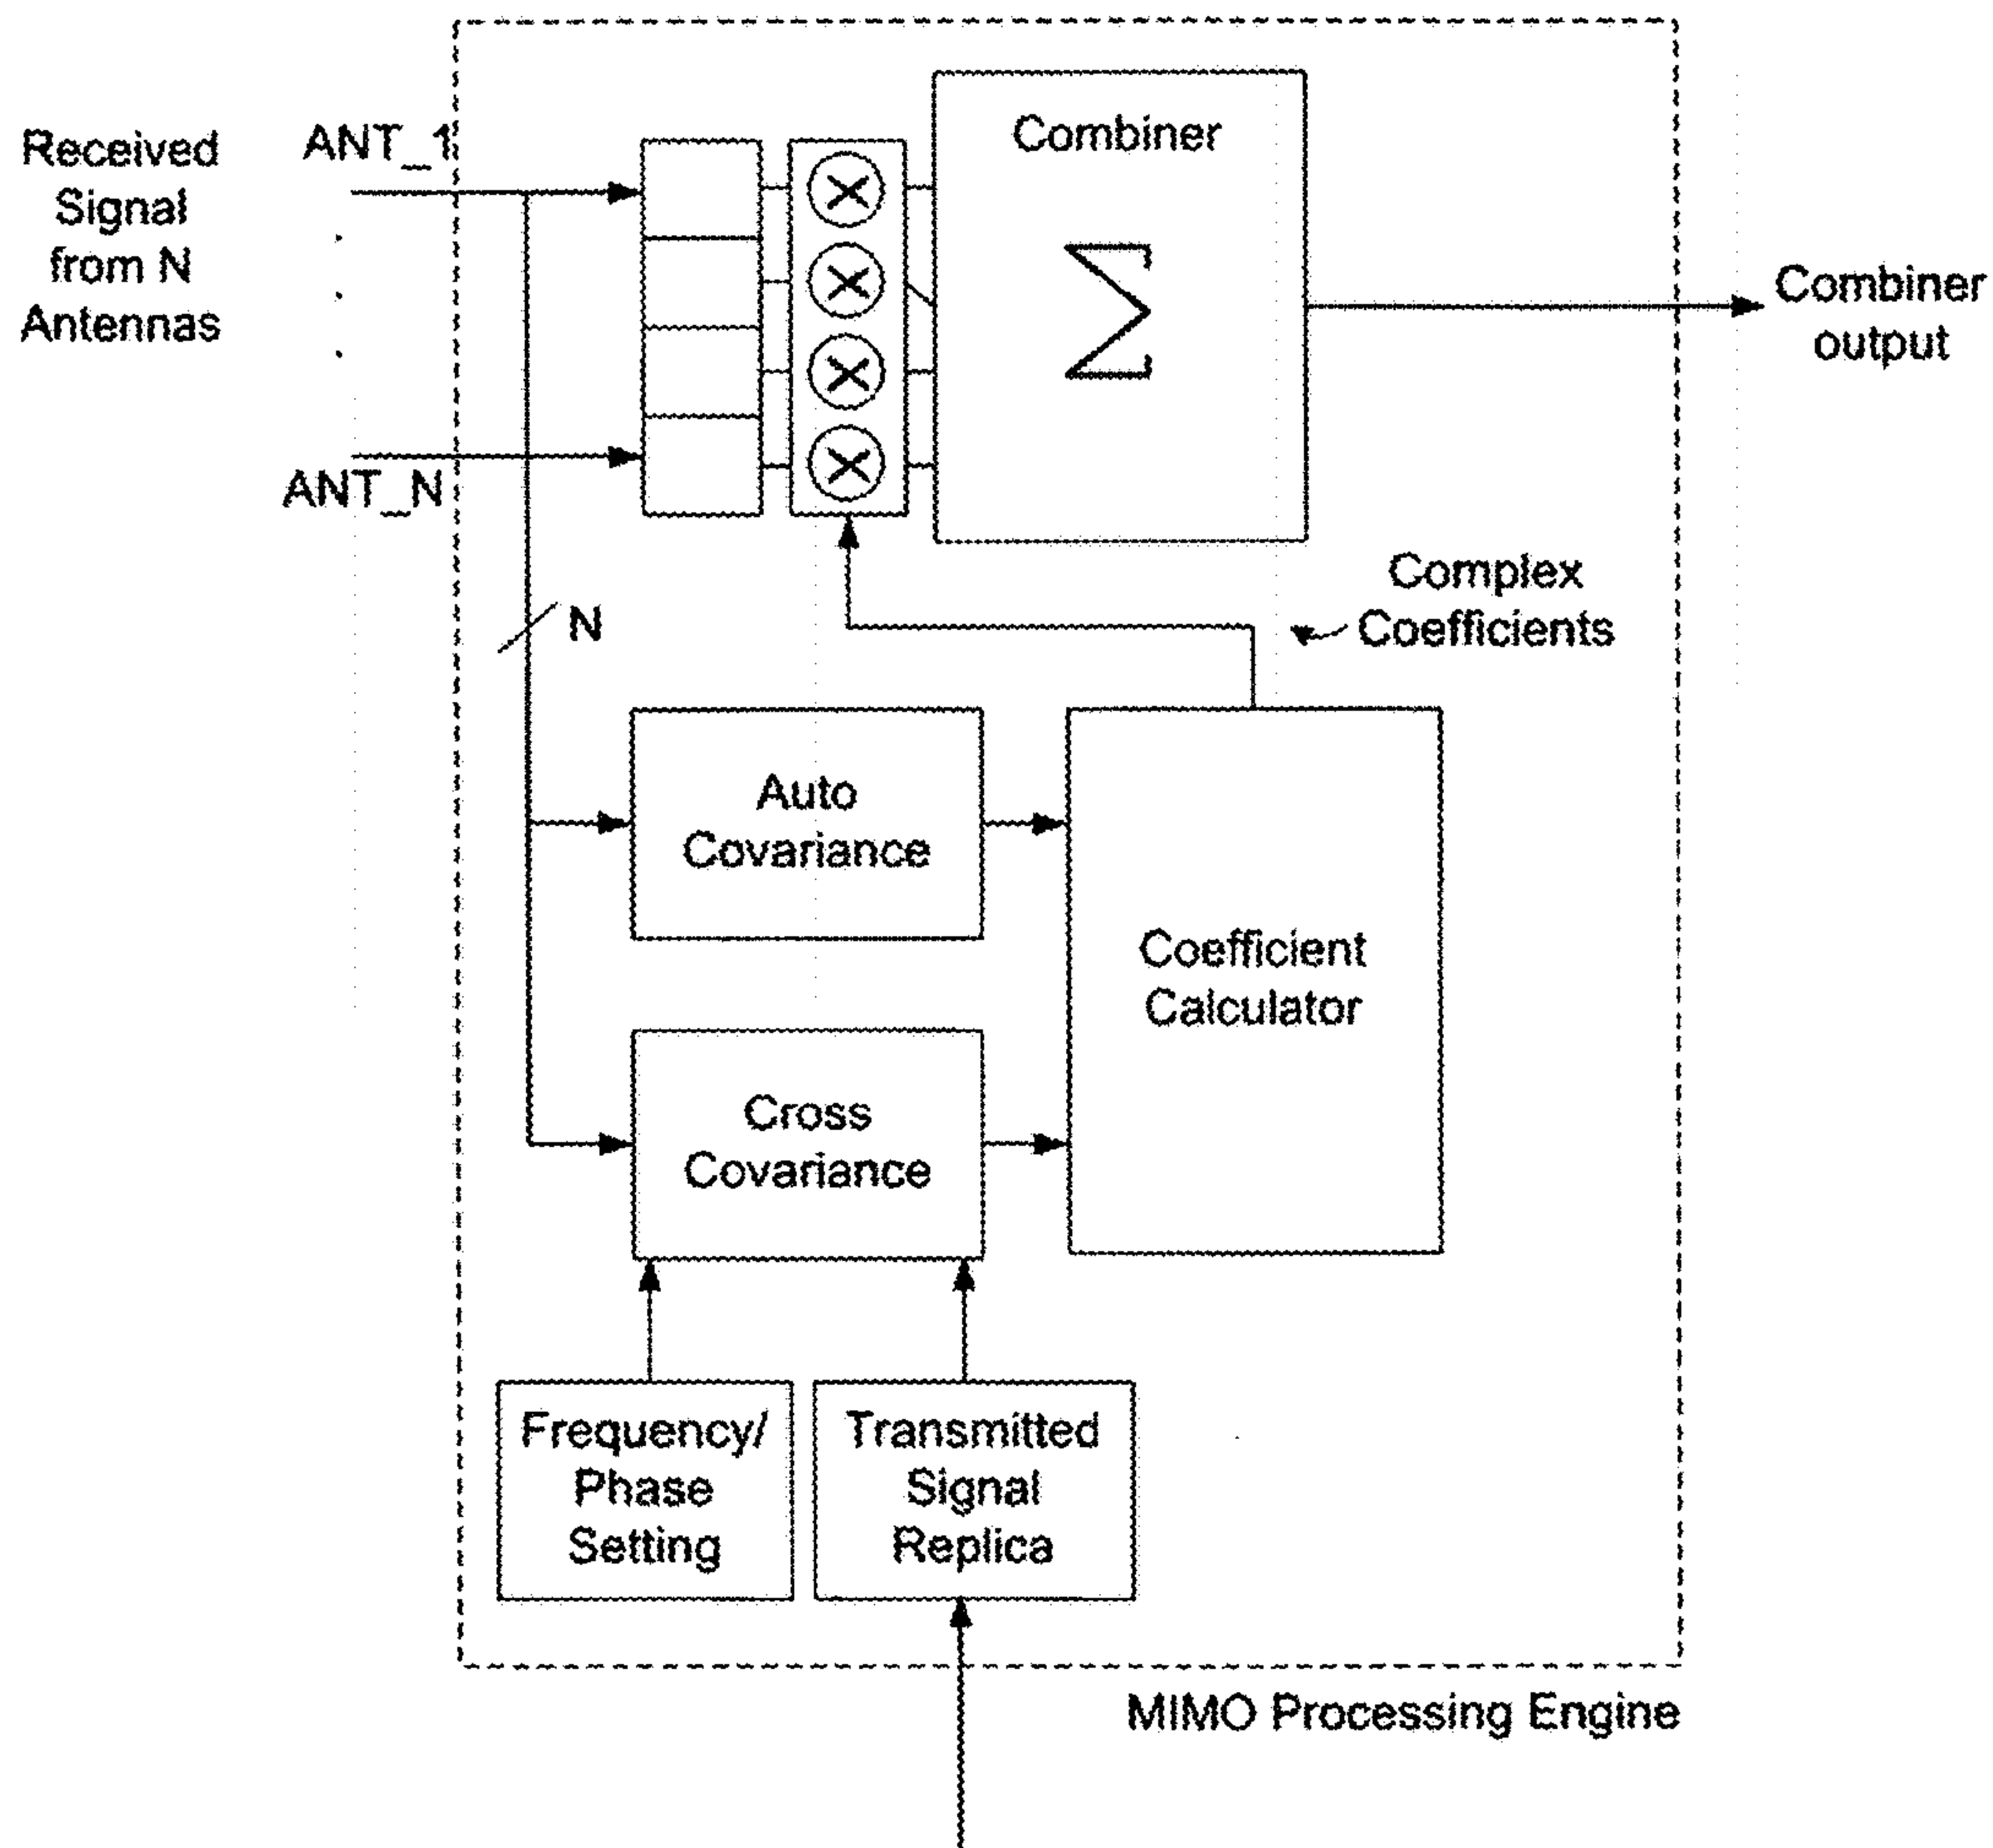 Received
Signal
from N
Antennas
ANT_1
ANT_N
Combiner
Σ
Combiner
output
N
Complex
Coefficients
Auto
Covariance
Coefficient
Calculator
Cross
Covariance
Frequency/
Phase
Setting
Transmitted
Signal
Replica
MIMO Processing Engine